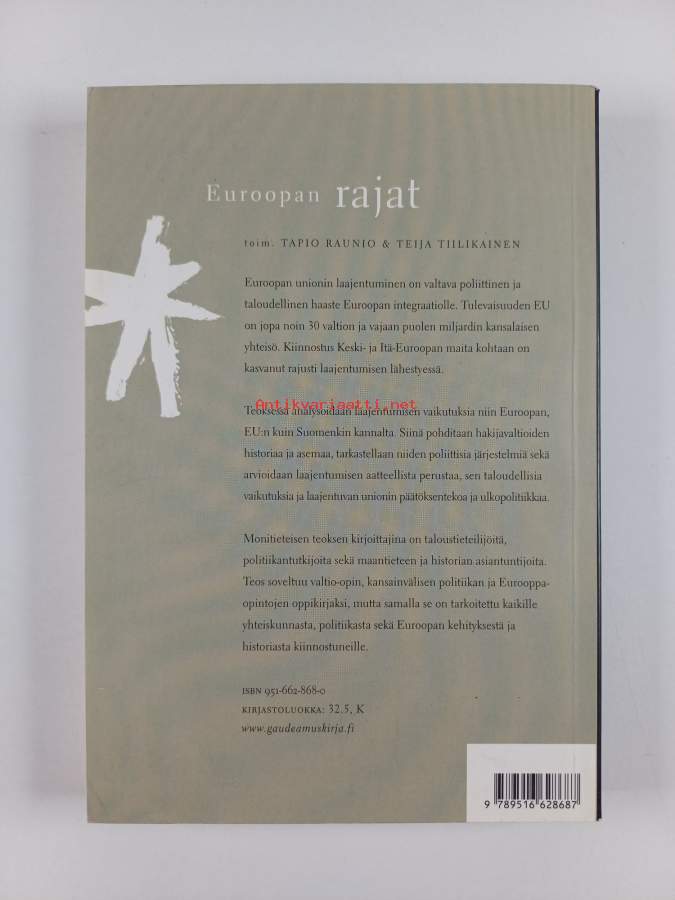 Euroopan rajat
toim. TAPIO RAUNIO & TEIJA TIILIKAINEN
Euroopan unionin laajentuminen on valtava poliittinen ja
taloudellinen haaste Euroopan integraatiolle. Tulevaisuuden EU
on jopa noin 30 valtion ja vajaan puolen miljardin kansalaisen
yhteisö. Kiinnostus Keski- ja Itä-Euroopan maita kohtaan on
kasvanut rajusti laajentumisen lähestyessä.
Antikvariaatti.net
Teoksessa analysoidaan laajentumisen vaikutuksia niin Euroopan,
EU:n kuin Suomenkin kannalta. Siinä pohditaan hakijavaltioiden
historiaa ja asemaa, tarkastellaan niiden poliittisia järjestelmiä sekä
arvioidaan laajentumisen aatteellista perustaa, sen taloudellisia
vaikutuksia ja laajentuvan unionin päätöksentekoa ja ulkopolitiikkaa.
Monitieteisen teoksen kirjoittajina on taloustieteilijöitä,
politiikantutkijoita sekä maantieteen ja historian asiantuntijoita.
Teos soveltuu valtio-opin, kansainvälisen politiikan ja Eurooppa-
opintojen oppikirjaksi, mutta samalla se on tarkoitettu kaikille
yhteiskunnasta, politiikasta sekä Euroopan kehityksestä ja
historiasta kiinnostuneille.
ISBN 951-662-868-0
KIRJASTOLUOKKA: 32.5, K
www.gaudeamuskirja.fi
9 789516 628687